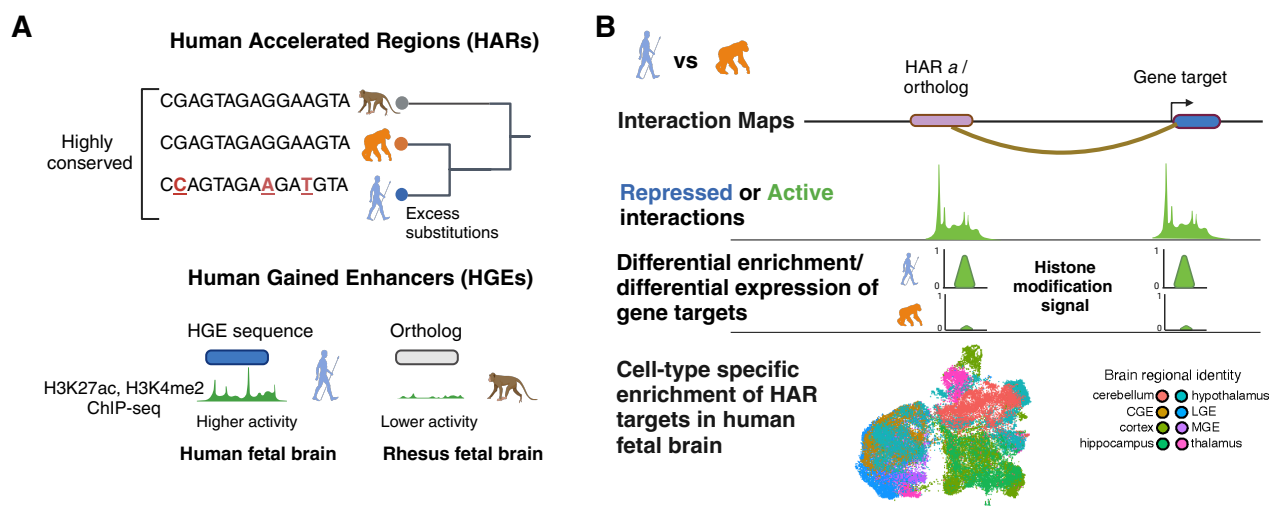 A
Human Accelerated Regions (HARs)
Highly
conserved
CGAGTAGAGGAAGTA
CGAGTAGAGGAAGTA
CCAGTAGAAGATGTA
Excess
substitutions
Human Gained Enhancers (HGEs)
HGE sequence
Ortholog
H3K27ac, H3K4me2
ChIP-seq
Higher activity
Lower activity
Human fetal brain
Rhesus fetal brain
B
vs
HAR a /
ortholog
Gene target
Interaction Maps
Repressed or Active
interactions
Differential enrichment/
differential expression of
gene targets
1
0
1
0
Histone
modification
signal
1
0
1
0
Cell-type specific
enrichment of HAR
targets in human
fetal brain
Brain regional identity
cerebellum hypothalamus
CGE LGE
cortex MGE
hippocampus thalamus